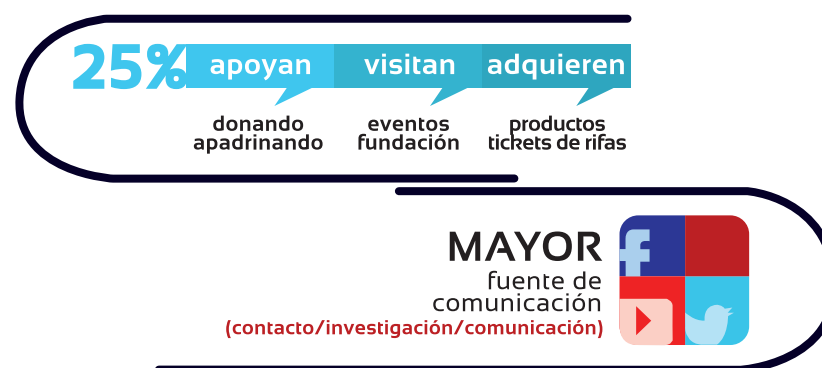 25% apoyan visitan adquieren
donando eventos productos
apadrinando fundación tickets de rifas
MAYOR
fuente de
comunicación
(contacto/investigación/comunicación)